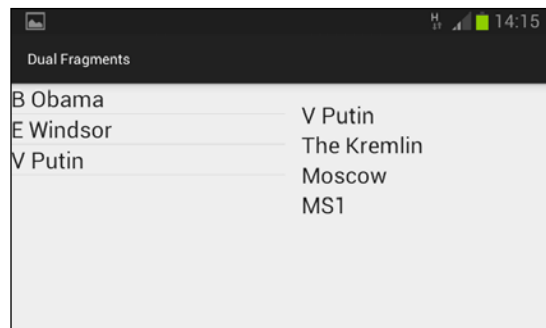 H 14:15
Dual Fragments
B Obama
E Windsor
V Putin
V Putin
The Kremlin
Moscow
MS1